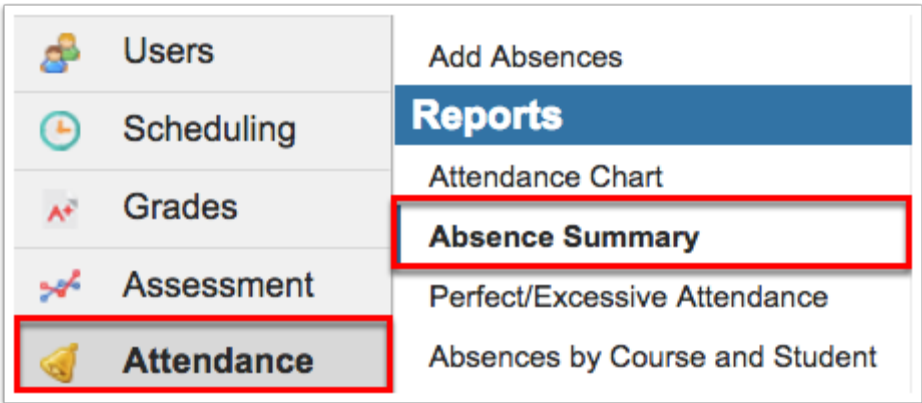 Users
Scheduling
A+ Grades
Assessment
Attendance
Add Absences
Reports
Attendance Chart
Absence Summary
Perfect/Excessive Attendance
Absences by Course and Student